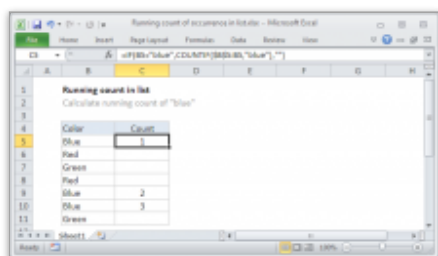 Running count of occurrence in list.xlsx - Microsoft Excel
File Home Insert Page Layout Formulas Data Review View
C5 fx =IF(B5="blue",COUNTIF($B$5:B5,"blue"),"")
A B C D E F G H
1 Running count in list
2 Calculate running count of "blue"
3
4 Color Count
5 Blue 1
6 Red
7 Green
8 Red
9 Blue 2
10 Blue 3
11 Green
Sheet1
Ready 100%